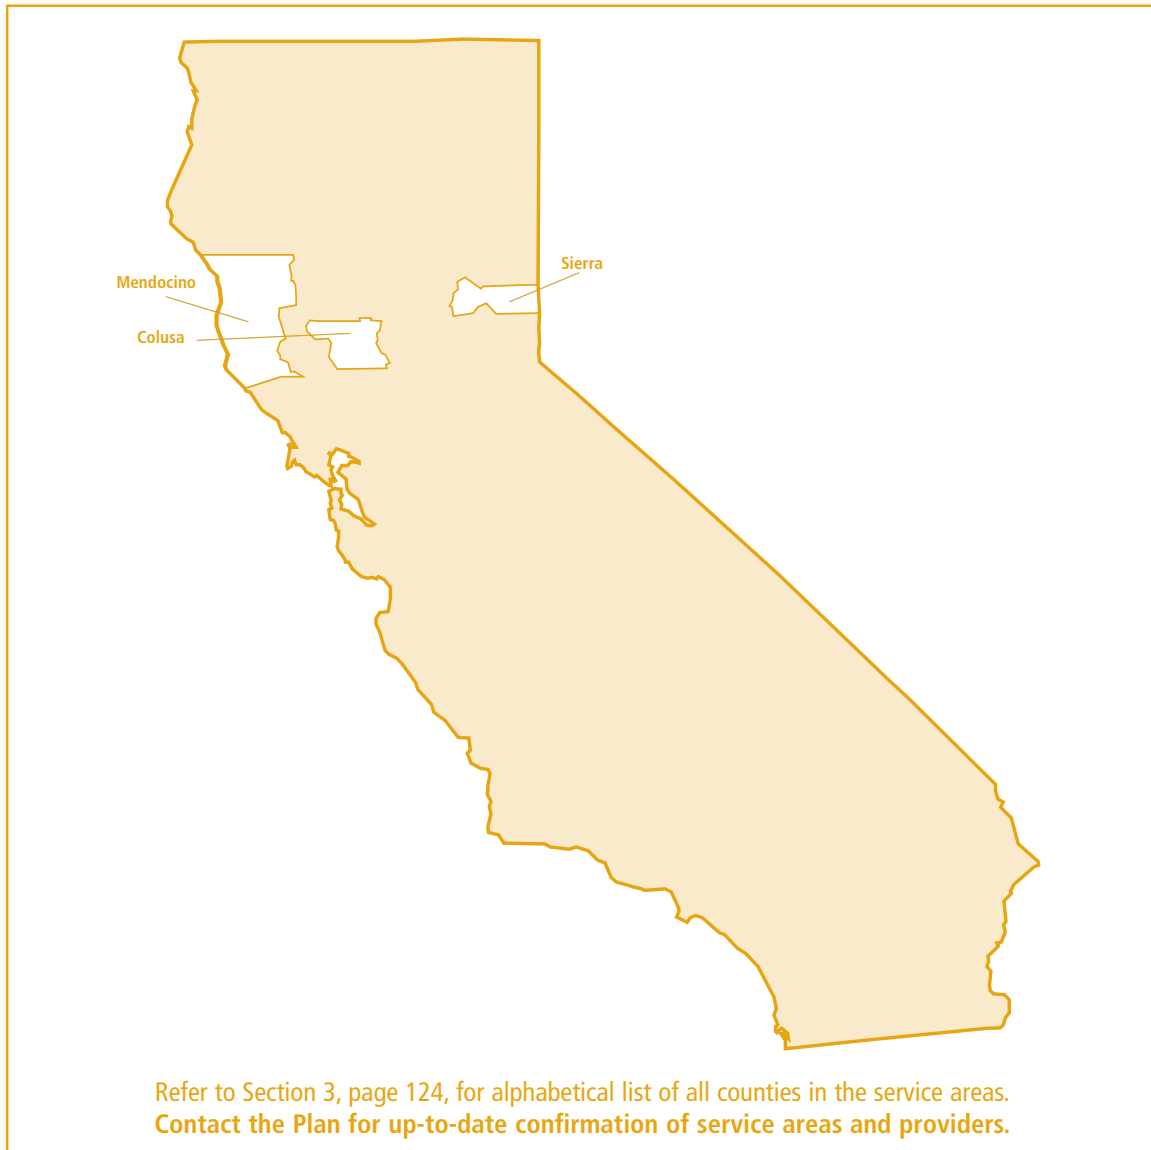 Sierra
Mendocino
Colusa
Refer to Section 3, page 124, for alphabetical list of all counties in the service areas.
Contact the Plan for up-to-date confirmation of service areas and providers.